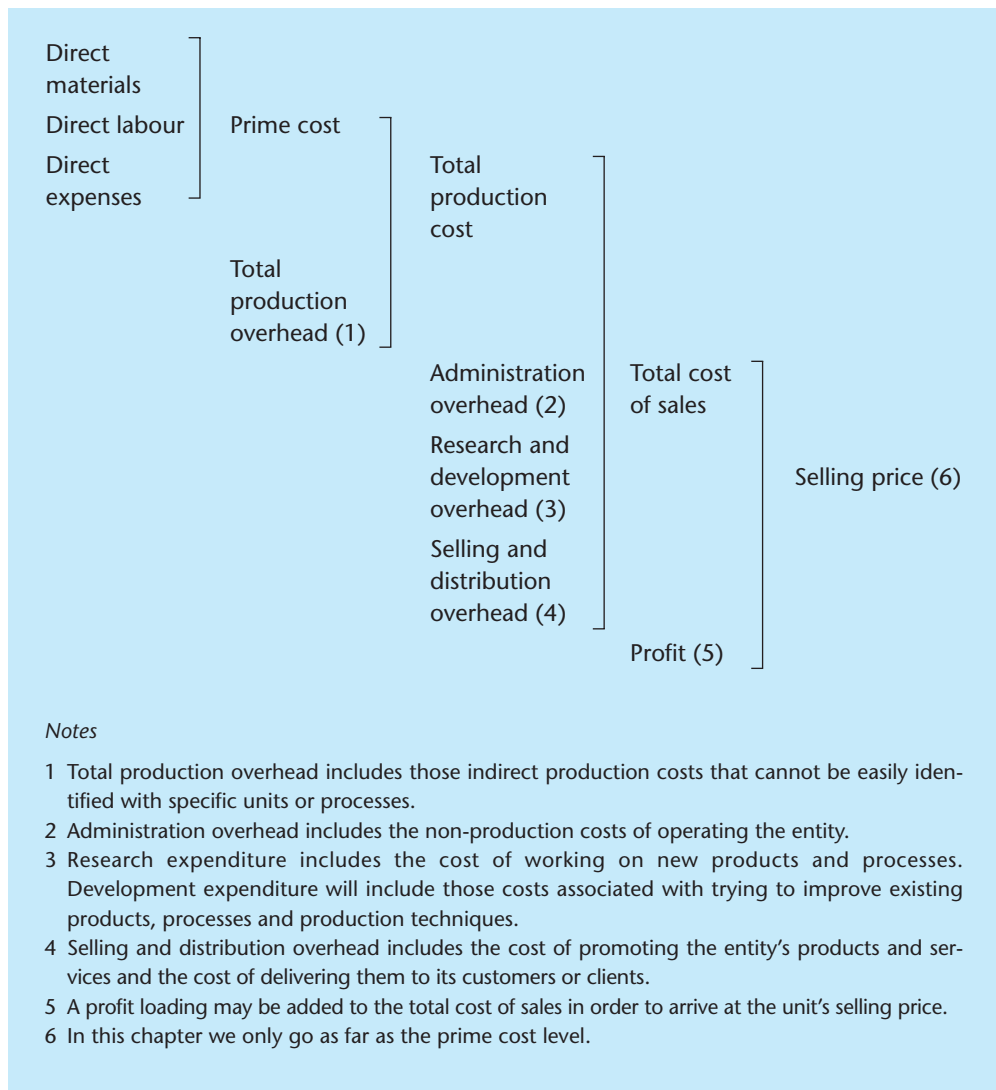 Direct
materials
Direct labour
Prime cost
Direct
expenses
Total
production
cost
Total
production
overhead (1)
Administration
overhead (2)
Total cost
of sales
Research and
development
overhead (3)
Selling price (6)
Selling and
distribution
overhead (4)
Profit (5)
Notes
1 Total production overhead includes those indirect production costs that cannot be easily iden-
tified with specific units or processes.
2 Administration overhead includes the non-production costs of operating the entity.
3 Research expenditure includes the cost of working on new products and processes.
Development expenditure will include those costs associated with trying to improve existing
products, processes and production techniques.
4 Selling and distribution overhead includes the cost of promoting the entity's products and ser-
vices and the cost of delivering them to its customers or clients.
5 A profit loading may be added to the total cost of sales in order to arrive at the unit's selling price.
6 In this chapter we only go as far as the prime cost level.